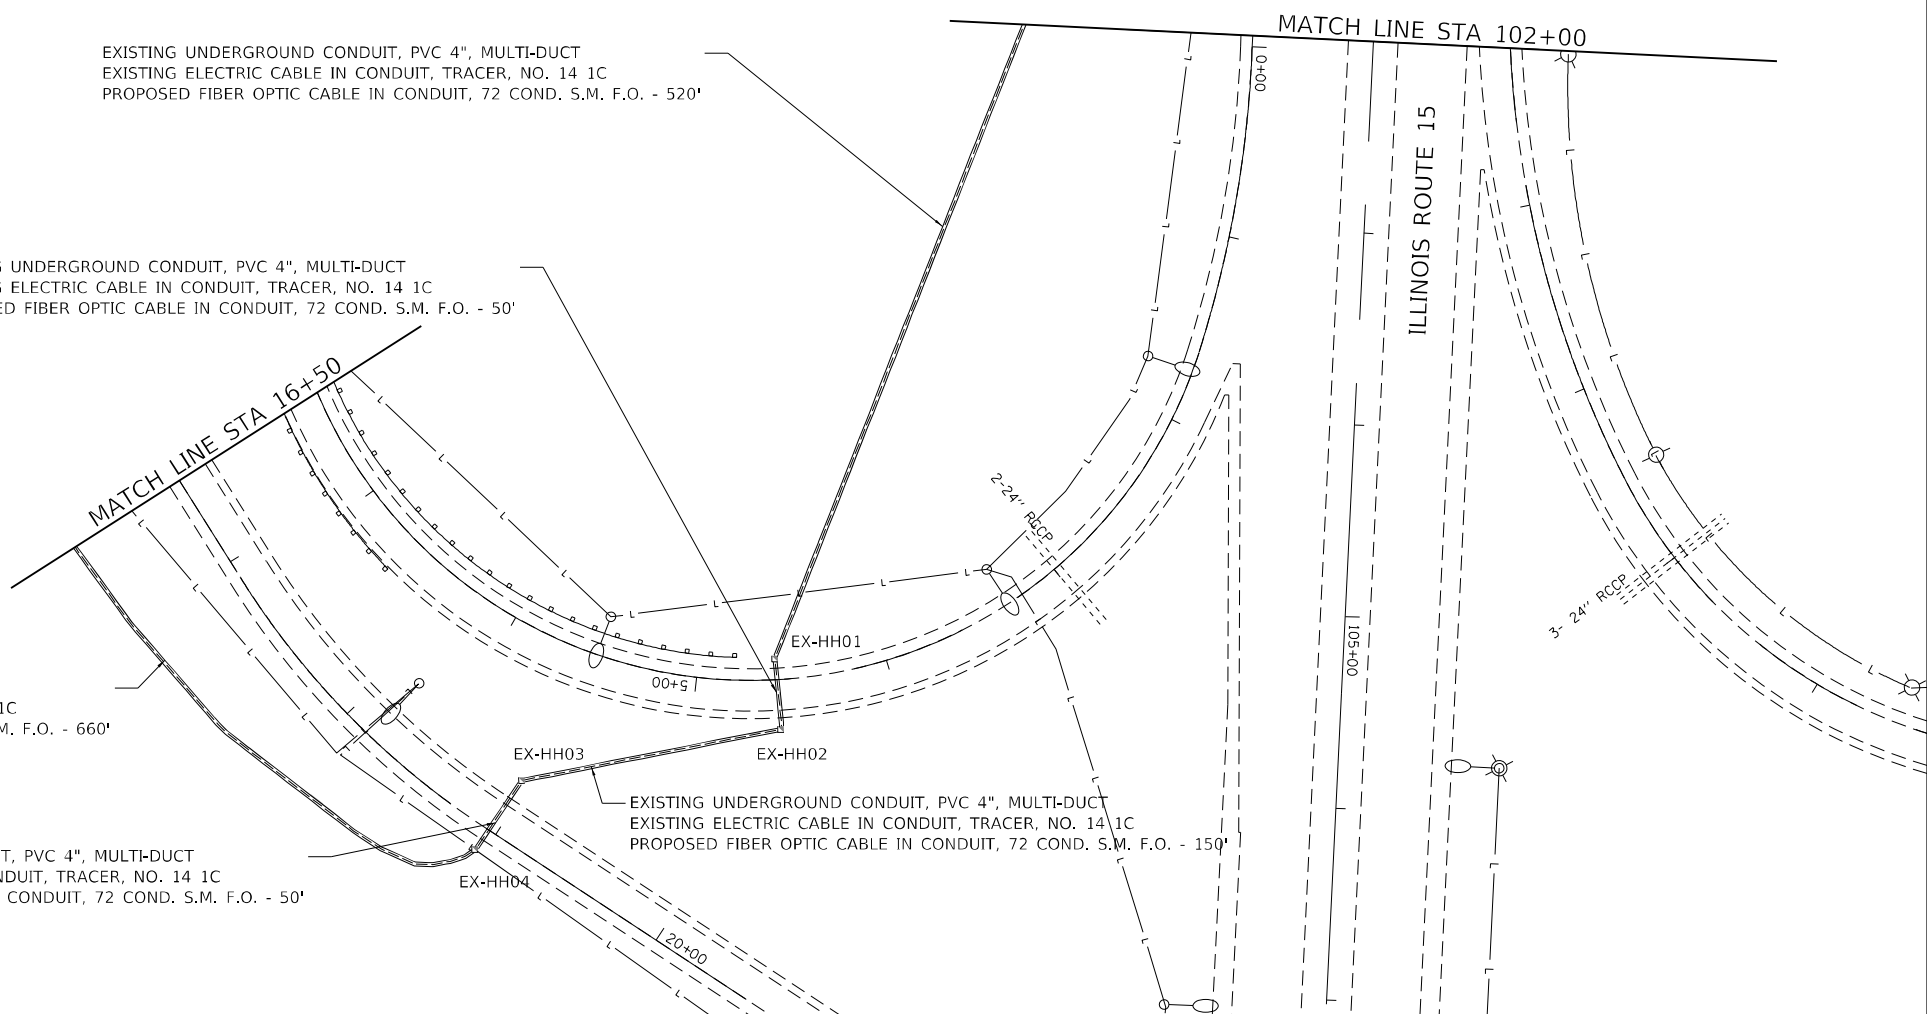 MATCH LINE STA 102+00
EXISTING UNDERGROUND CONDUIT, PVC 4", MULTI-DUCT
EXISTING ELECTRIC CABLE IN CONDUIT, TRACER, NO. 14 1C
PROPOSED FIBER OPTIC CABLE IN CONDUIT, 72 COND. S.M. F.O. - 520'
0+00
ILLINOIS ROUTE 15
UNDERGROUND CONDUIT, PVC 4", MULTI-DUCT
ELECTRIC CABLE IN CONDUIT, TRACER, NO. 14 1C
FIBER OPTIC CABLE IN CONDUIT, 72 COND. S.M. F.O. - 50'
MATCH LINE STA 16+50
2-24" RCCP
3- 24" RCCP
EX-HH01
5+00
105+00
1C
F.O. - 660'
EX-HH03
EX-HH02
EXISTING UNDERGROUND CONDUIT, PVC 4", MULTI-DUCT
EXISTING ELECTRIC CABLE IN CONDUIT, TRACER, NO. 14 1C
PROPOSED FIBER OPTIC CABLE IN CONDUIT, 72 COND. S.M. F.O. - 150'
PVC 4", MULTI-DUCT
TRACER, NO. 14 1C
CONDUIT, 72 COND. S.M. F.O. - 50'
EX-HH04
20+00